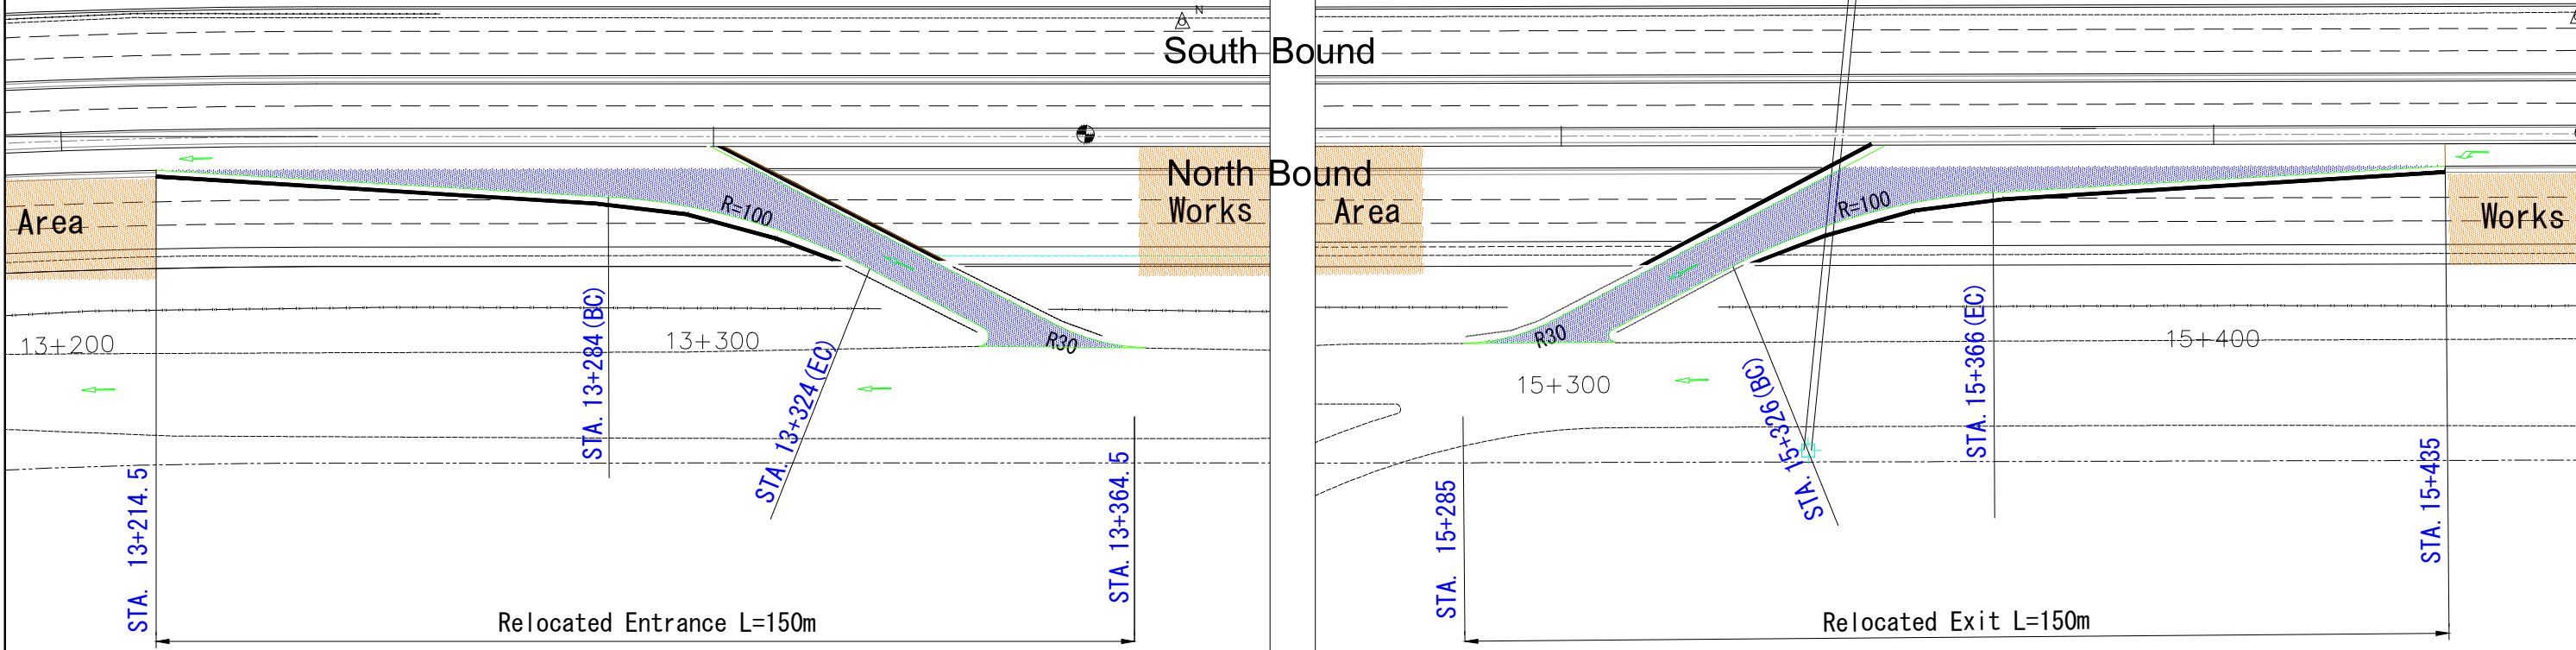 N
South Bound
North Bound
Works
Area
Area
Works
R=100
R=100
R30
R30
13+200
13+300
15+300
15+400
STA. 13+214.5
STA. 13+284(BC)
STA. 13+324(EC)
STA. 13+364.5
STA. 15+285
STA. 15+326(BC)
STA. 15+366(EC)
STA. 15+435
Relocated Entrance L=150m
Relocated Exit L=150m